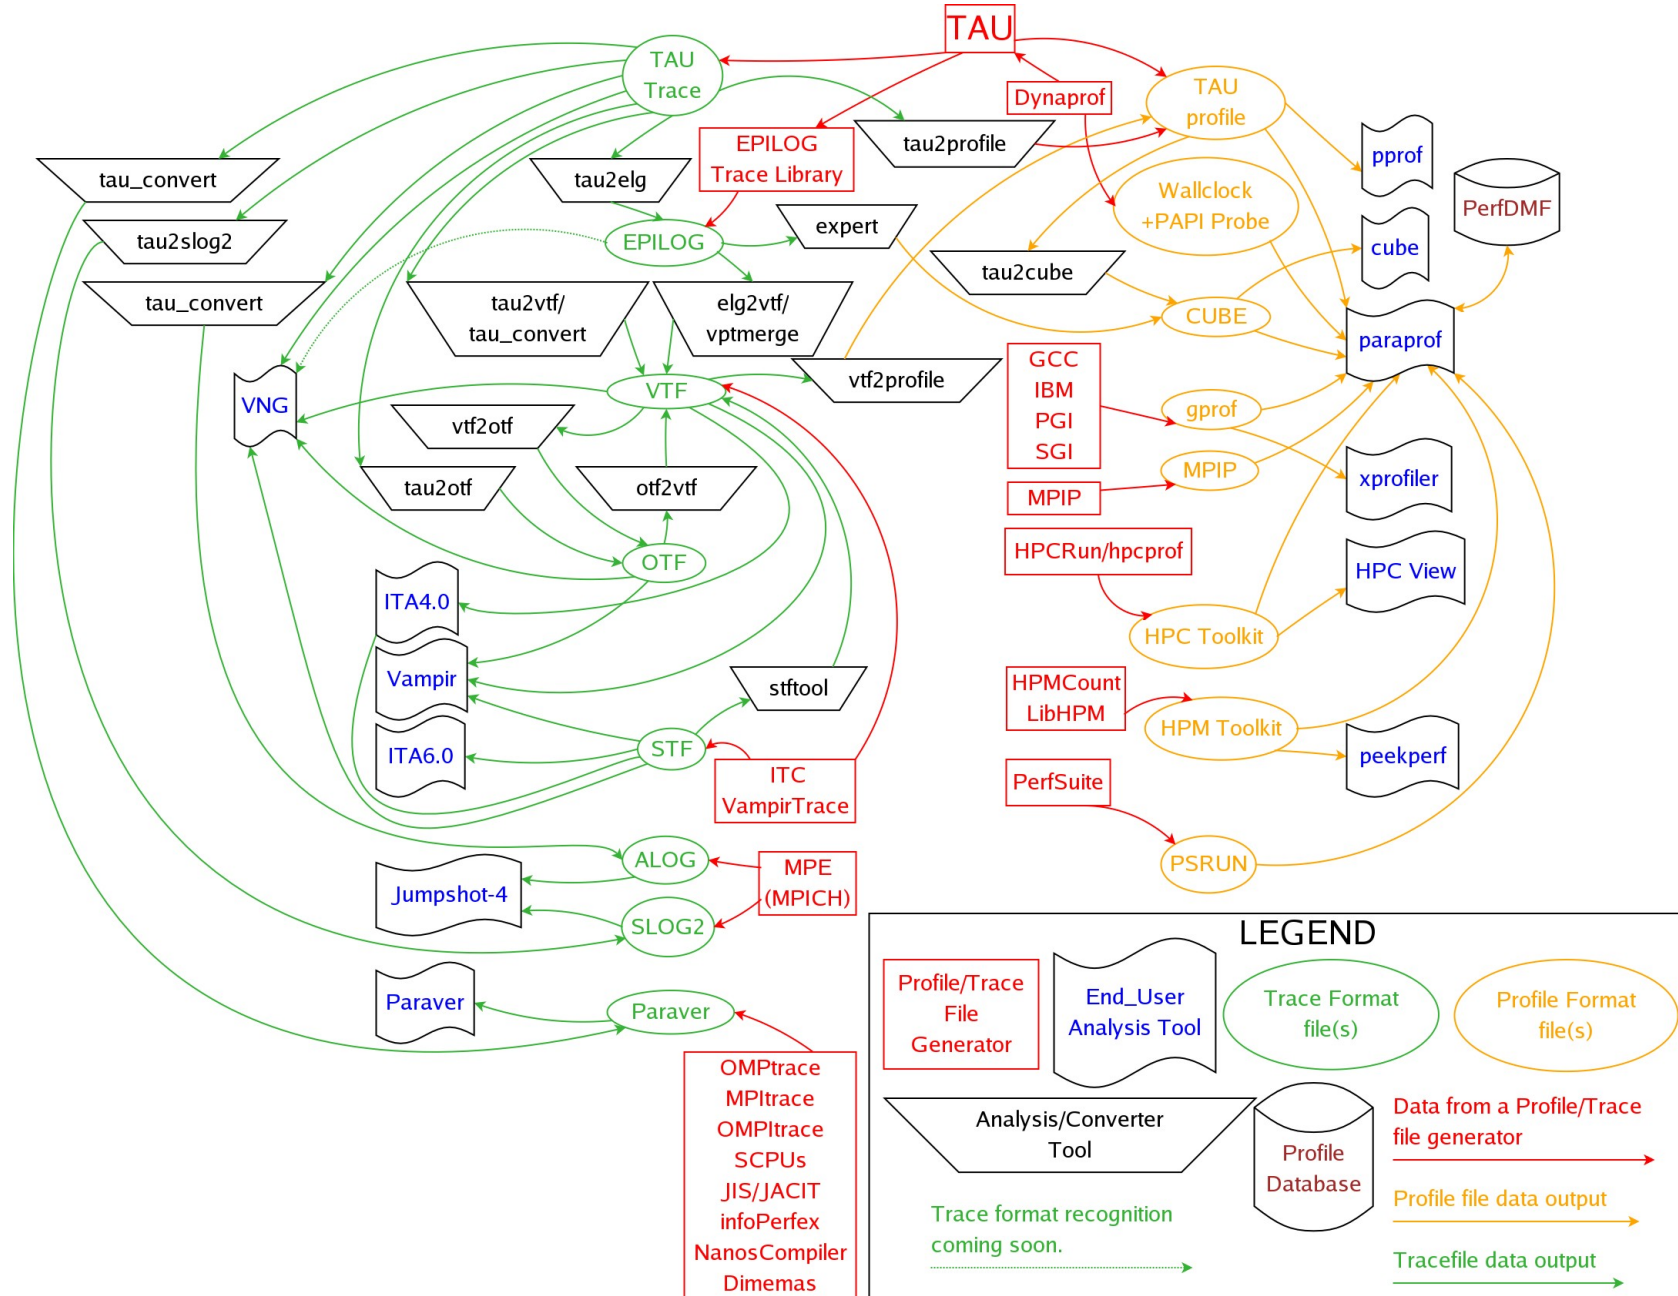 TAU
TAU
Trace
Dynaprof
TAU
profile
EPILOG
Trace Library
tau2profile
pprof
tau_convert
tau2elg
Wallclock
+PAPI Probe
PerfDMF
tau2slog2
EPILOG
expert
cube
tau2cube
tau_convert
tau2vtf/
tau_convert
elg2vtf/
vptmerge
CUBE
paraprof
GCC
IBM
PGI
SGI
vtf2profile
VTF
VNG
vtf2otf
gprof
MPIP
xprofiler
tau2otf
otf2vtf
MPIP
HPCRun/hpcprof
OTF
HPC View
ITA4.0
HPC Toolkit
Vampir
stftool
HPMCount
LibHPM
HPM Toolkit
ITA6.0
STF
peekperf
ITC
VampirTrace
PerfSuite
ALOG
PSRUN
MPE
(MPICH)
Jumpshot-4
SLOG2
Paraver
Paraver
OMPtrace
MPItrace
OMPItrace
SCPUs
JIS/JACIT
infoPerfex
NanosCompiler
Dimemas
LEGEND
Profile/Trace
File
Generator
End_User
Analysis Tool
Trace Format
file(s)
Profile Format
file(s)
Analysis/Converter
Tool
Profile
Database
Data from a Profile/Trace
file generator
Profile file data output
Trace format recognition
coming soon.
Tracefile data output